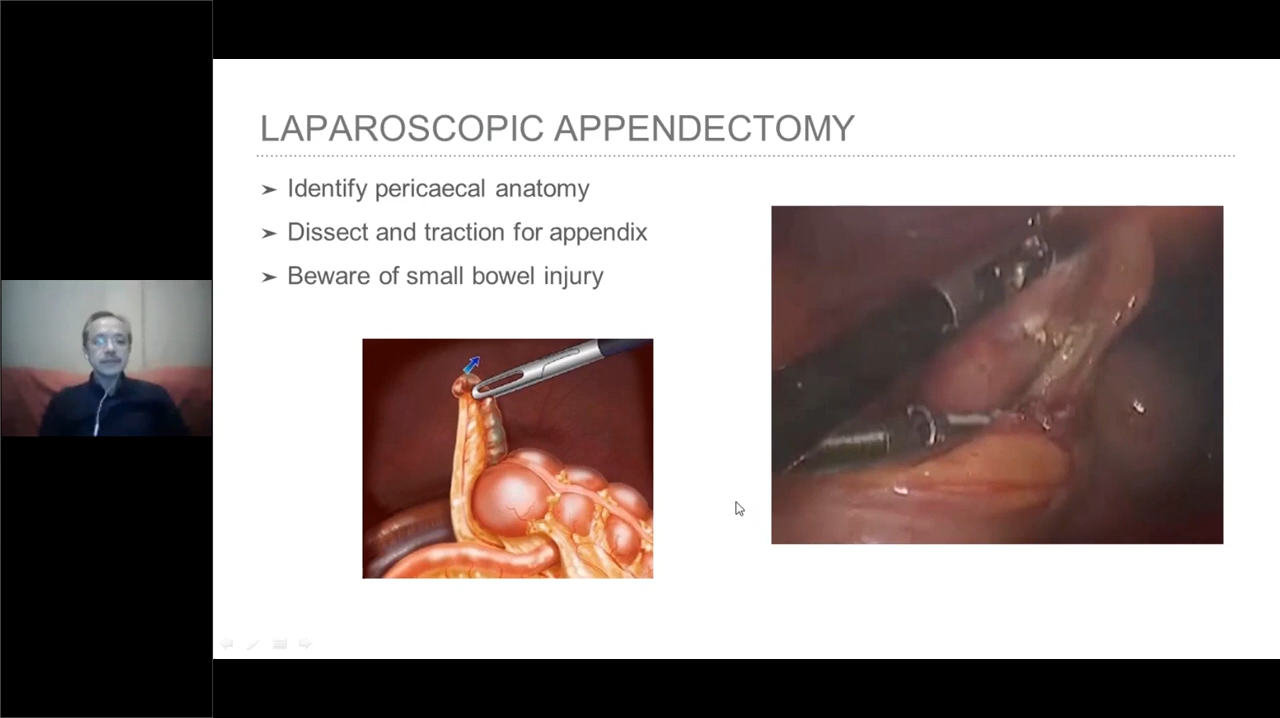 LAPAROSCOPIC APPENDECTOMY
➤ Identify pericaecal anatomy
➤ Dissect and traction for appendix
➤ Beware of small bowel injury